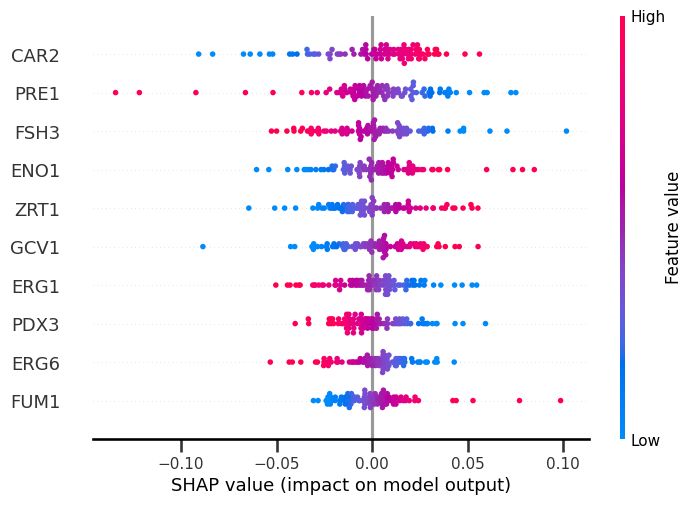 High
CAR2
PRE1
FSH3
ENO1
ZRT1
GCV1
ERG1
PDX3
ERG6
FUM1
Feature value
Low
−0.10 −0.05 0.00 0.05 0.10
SHAP value (impact on model output)